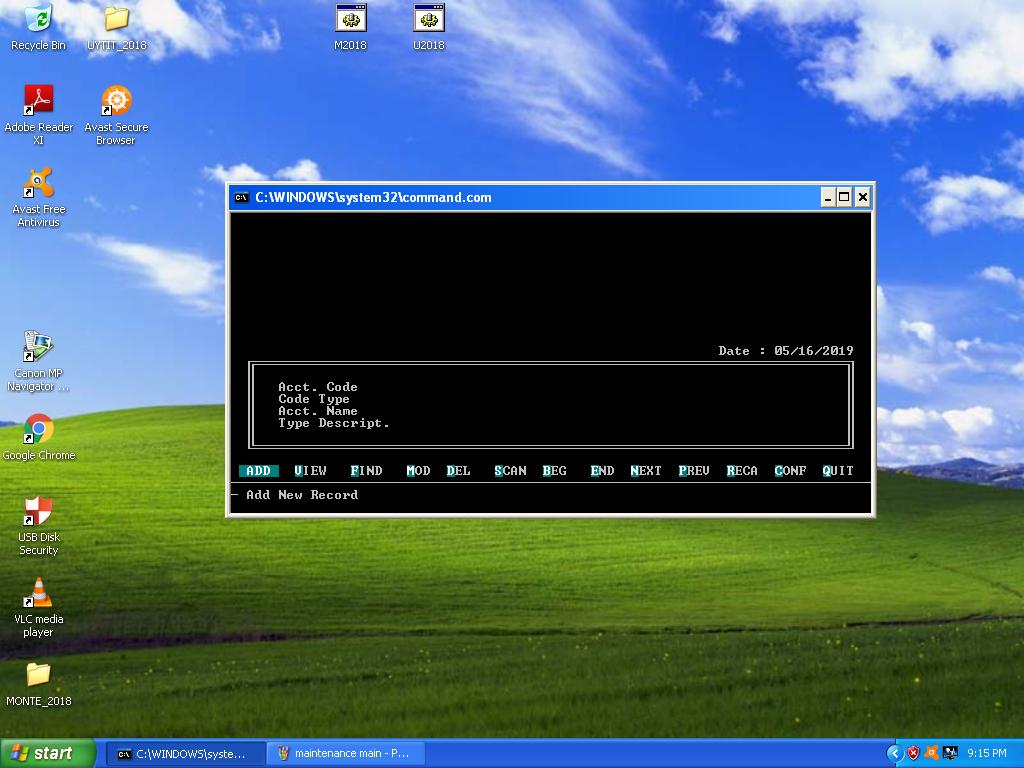 Recycle Bin
UYTIT_2018
M2018
U2018
Adobe Reader
XI
Avast Secure
Browser
Avast Free
Antivirus
Canon MP
Navigator ...
Google Chrome
USB Disk
Security
VLC media
player
MONTE_2018
C:\WINDOWS\system32\command.com
Date : 05/16/2019
Acct. Code
Code Type
Acct. Name
Type Descript.
ADD VIEW FIND MOD DEL SCAN BEG END NEXT PREV RECA CONF QUIT
Add New Record
start
C:\WINDOWS\syste...
maintenance main - P...
9:15 PM